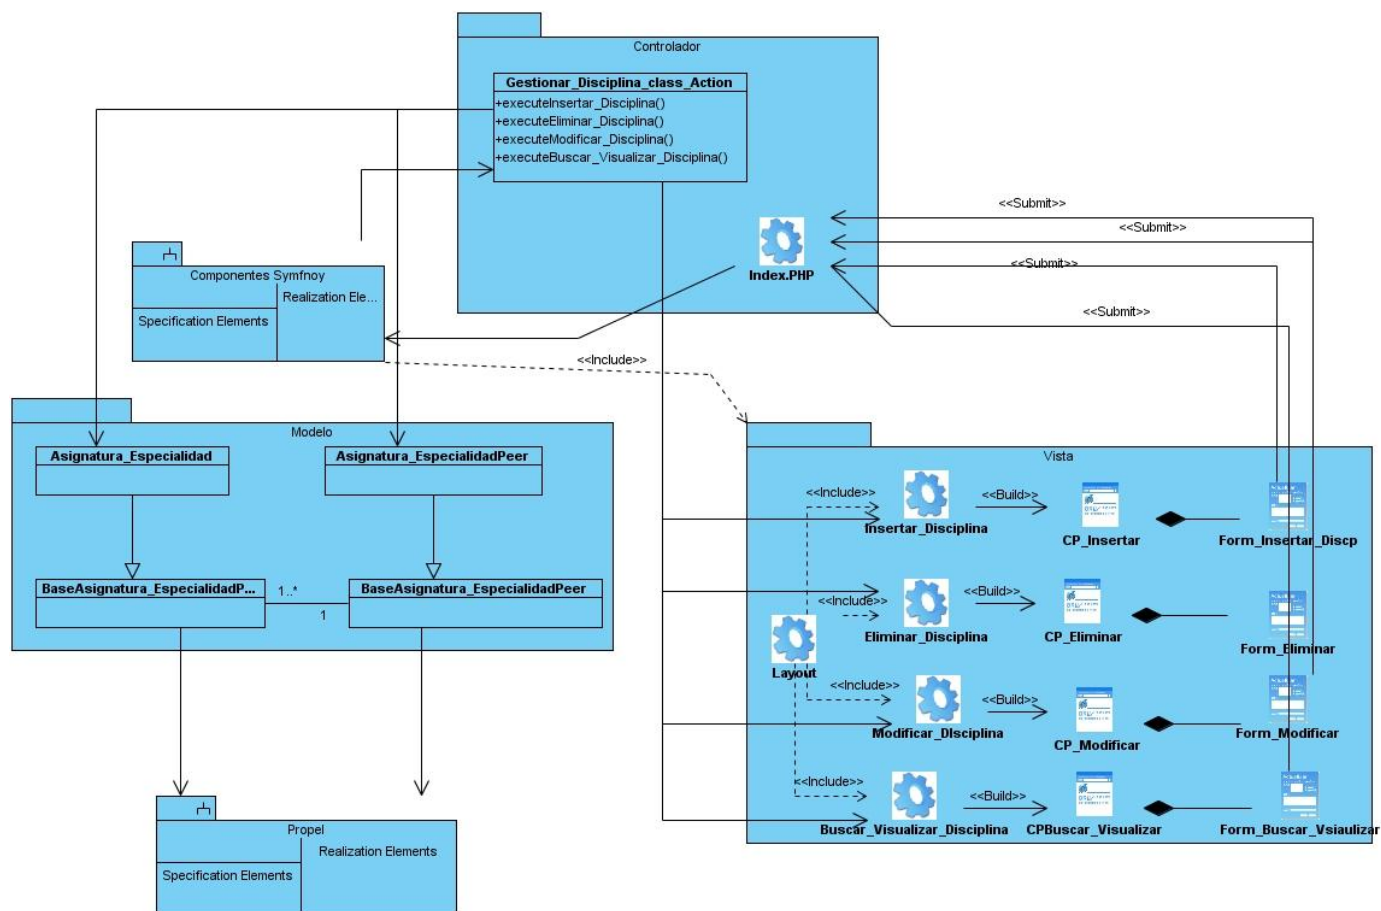 Controlador
Gestionar_Disciplina_class_Action
+executeInsertar_Disciplina()
+executeEliminar_Disciplina()
+executeModificar_Disciplina()
+executeBuscar_Visualizar_Disciplina()
Index.PHP
<<Submit>>
<<Submit>>
<<Submit>>
<<Submit>>
Componentes Symfnoy
Realization Ele...
Specification Elements
<<Include>>
Modelo
Asignatura_Especialidad
Asignatura_EspecialidadPeer
BaseAsignatura_EspecialidadP...
1..*
1
BaseAsignatura_EspecialidadPeer
Propel
Realization Elements
Specification Elements
Vista
Layout
<<Include>>
Insertar_Disciplina
<<Build>>
CP_Insertar
Form_Insertar_Discp
<<Include>>
Eliminar_Disciplina
<<Build>>
CP_Eliminar
Form_Eliminar
<<Include>>
Modificar_DIsciplina
<<Build>>
CP_Modificar
Form_Modificar
<<Include>>
Buscar_Visualizar_Disciplina
<<Build>>
CPBuscar_Visualizar
Form_Buscar_Vsiaulizar